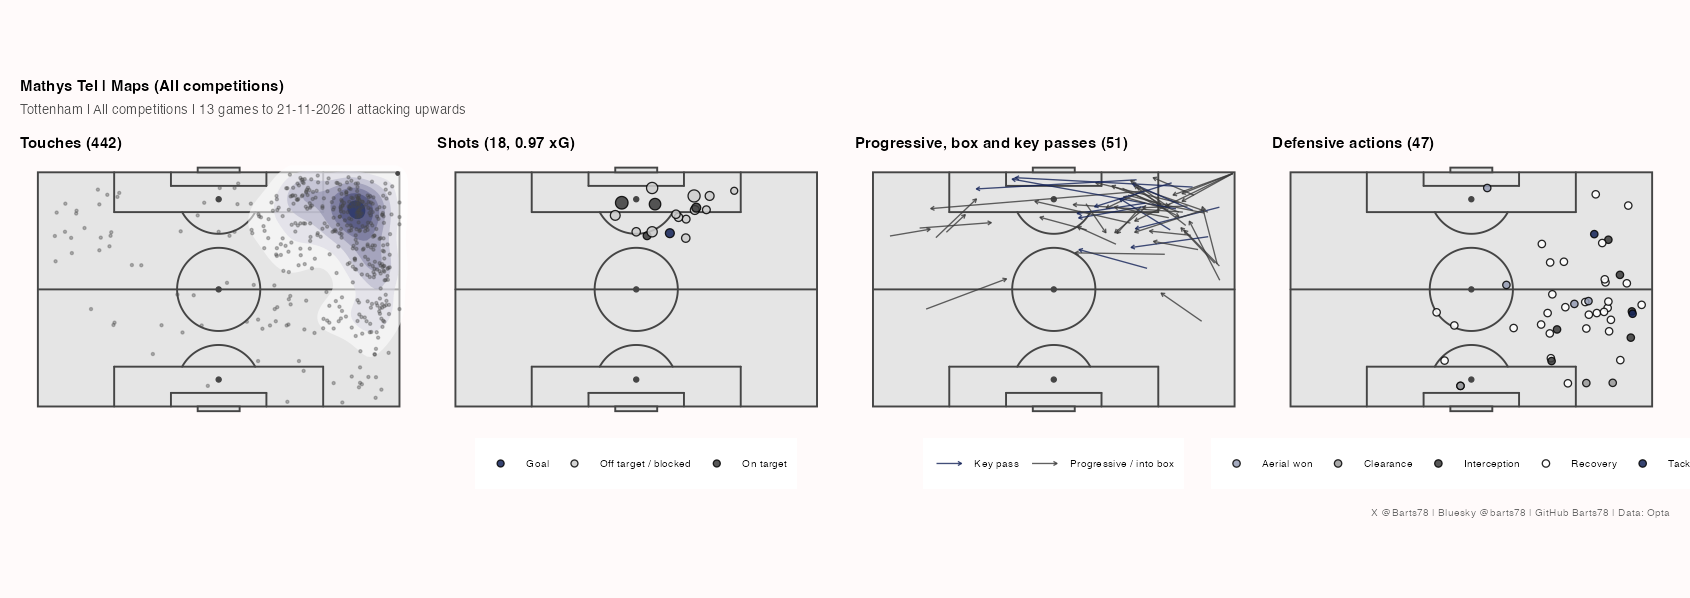 Mathys Tel | Maps (All competitions)
Tottenham | All competitions | 13 games to 21-11-2026 | attacking upwards
Touches (442)
Shots (18, 0.97 xG)
Progressive, box and key passes (51)
Defensive actions (47)
Goal
Off target / blocked
On target
Key pass
Progressive / into box
Aerial won
Clearance
Interception
Recovery
Tack
X @Barts78 | Bluesky @barts78 | GitHub Barts78 | Data: Opta